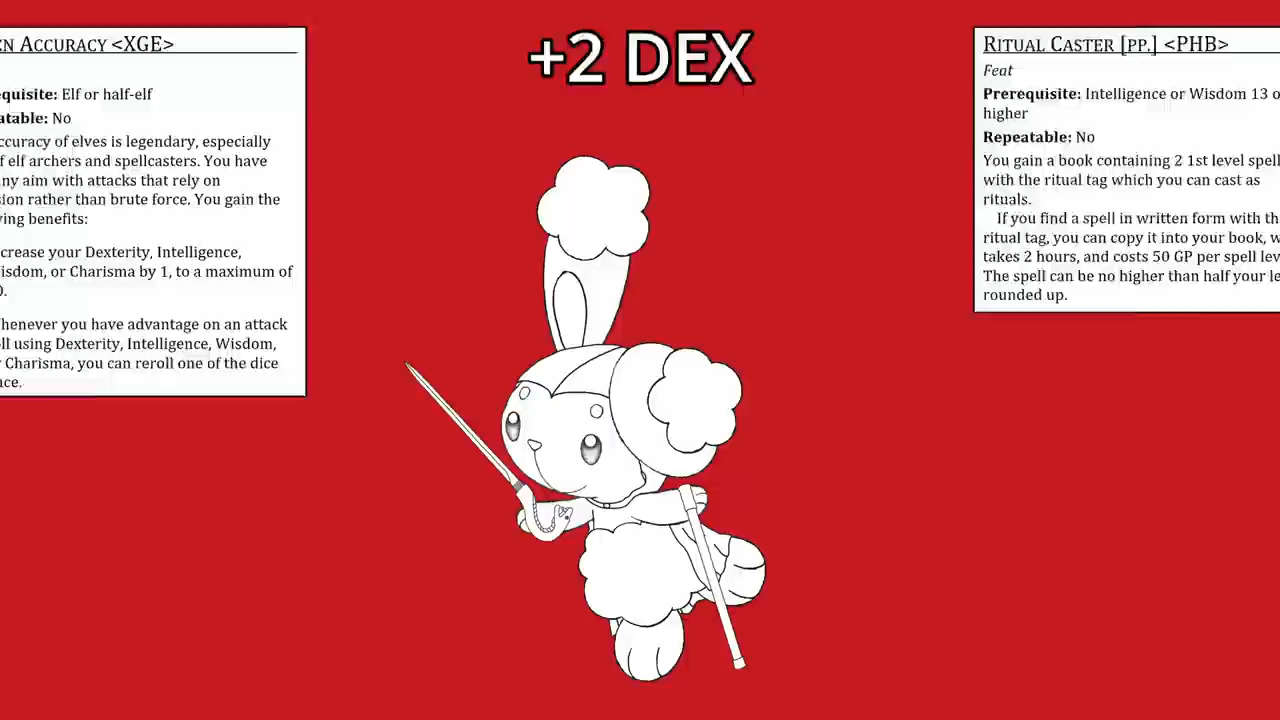 EN ACCURACY <XGE>
equisite: Elf or half-elf
atable: No
ccuracy of elves is legendary, especially
f elf archers and spellcasters. You have
ny aim with attacks that rely on
sion rather than brute force. You gain the
ving benefits:
crease your Dexterity, Intelligence,
isdom, or Charisma by 1, to a maximum of
0.
henever you have advantage on an attack
ll using Dexterity, Intelligence, Wisdom,
r Charisma, you can reroll one of the dice
nce.
+2 DEX
RITUAL CASTER [PP.] <PHB>
Feat
Prerequisite: Intelligence or Wisdom 13 o
higher
Repeatable: No
You gain a book containing 2 1st level spell
with the ritual tag which you can cast as
rituals.
If you find a spell in written form with th
ritual tag, you can copy it into your book, w
takes 2 hours, and costs 50 GP per spell lev
The spell can be no higher than half your le
rounded up.